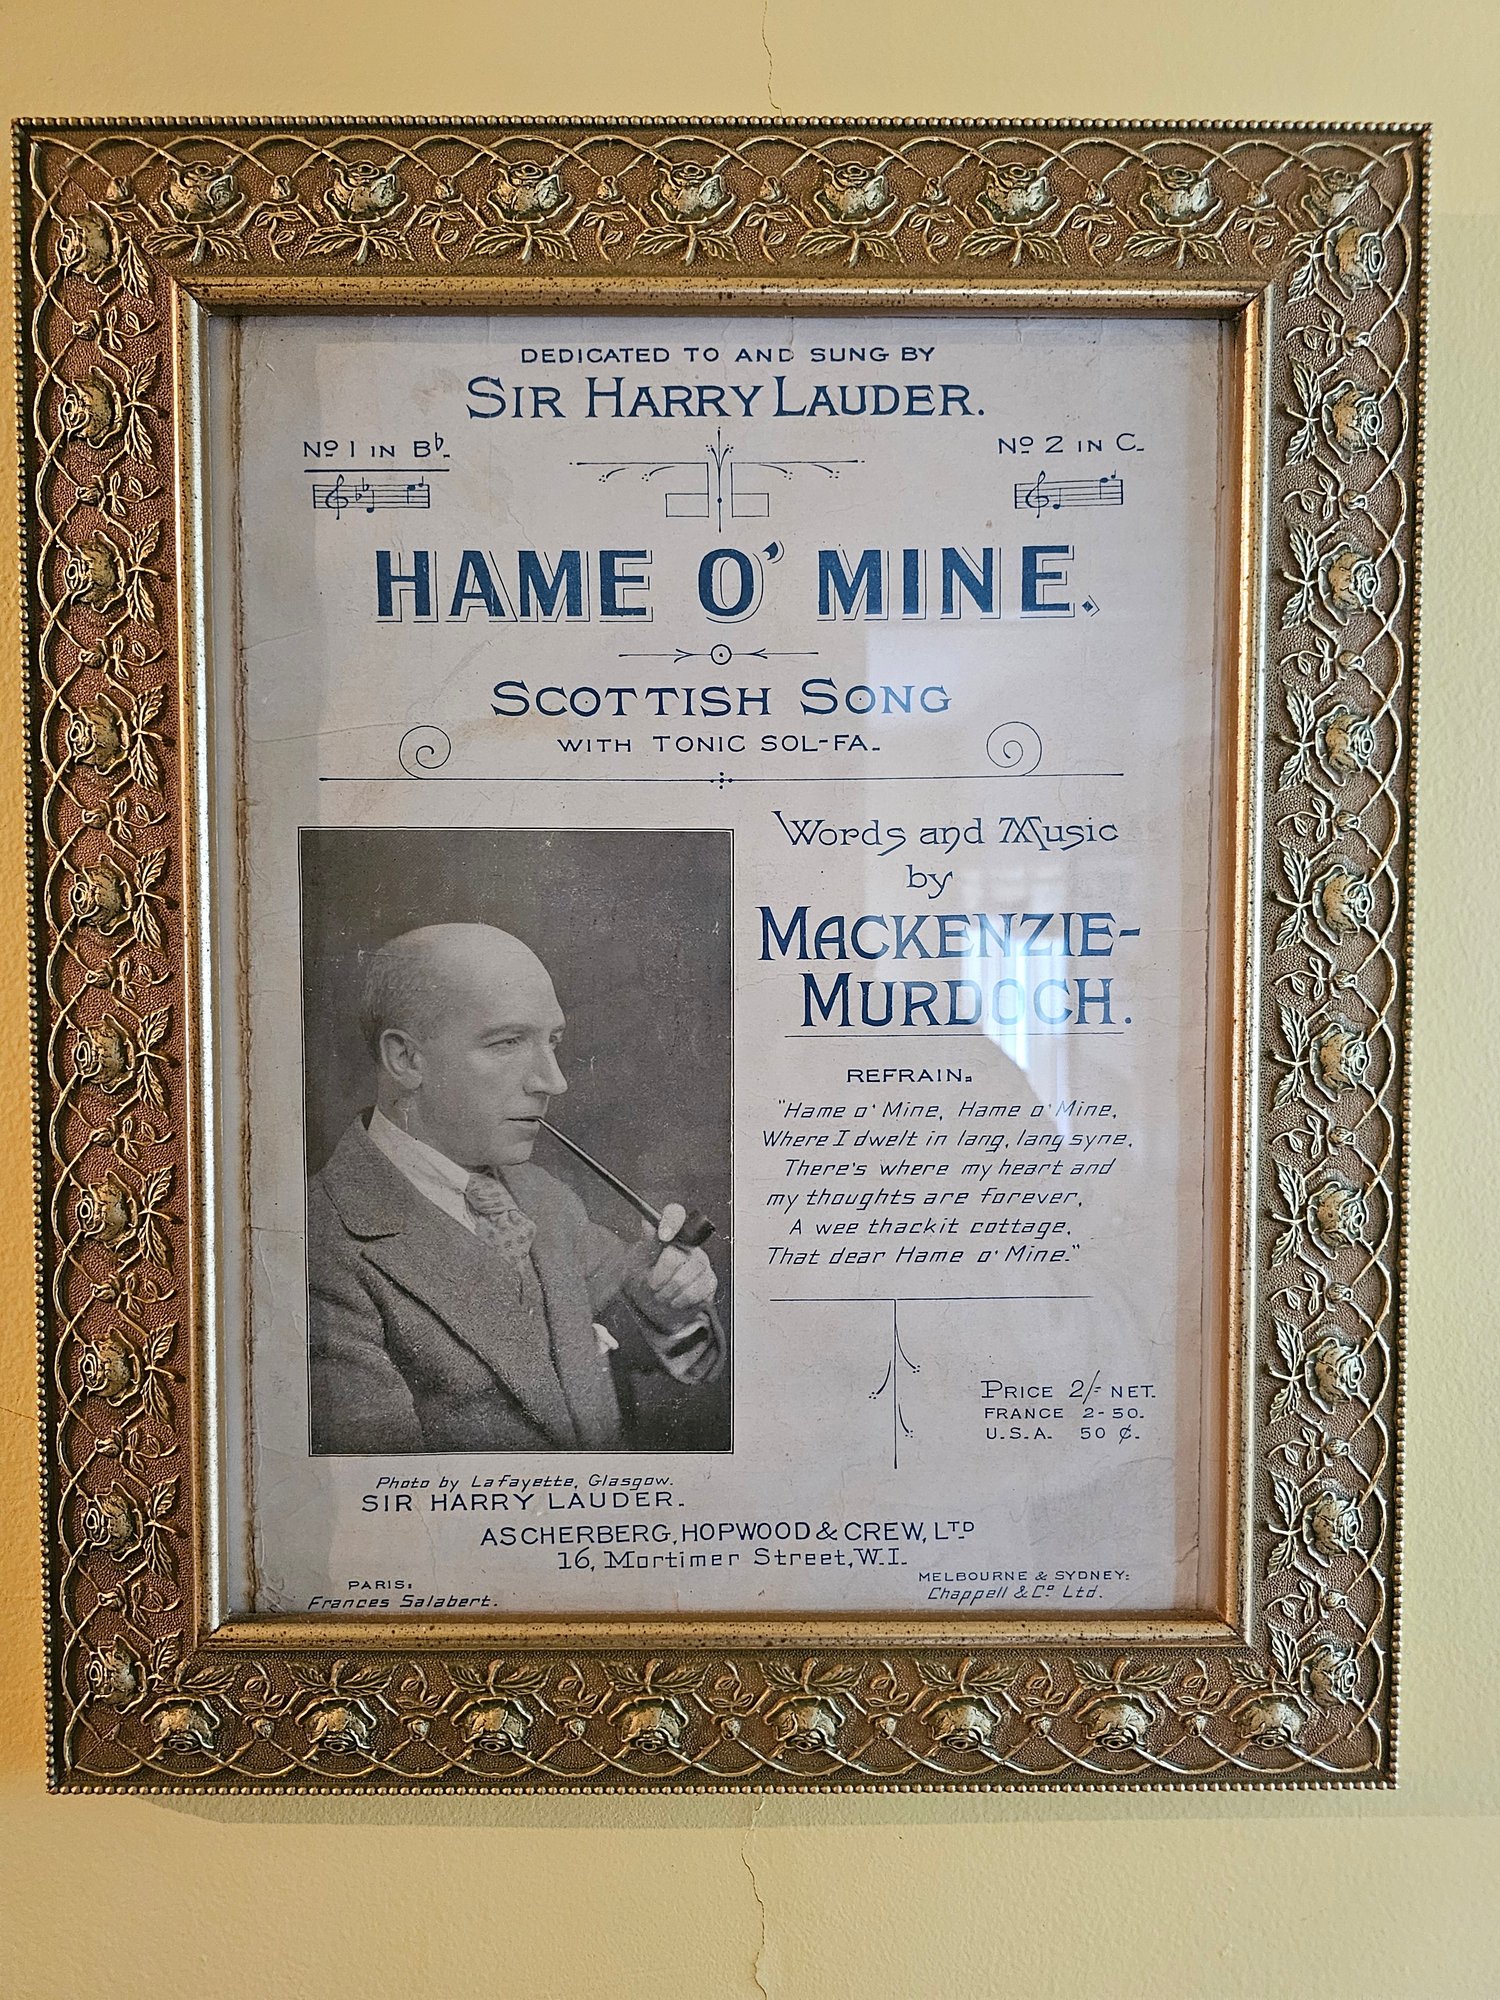 DEDICATED TO AND SUNG BY
SIR HARRY LAUDER.
Nº 1 IN B♭.
Nº 2 IN C.
HAME O' MINE.
SCOTTISH SONG
WITH TONIC SOL-FA.
Words and Music
by
MACKENZIE-
MURDOCH.
REFRAIN.
"Hame o' Mine, Hame o' Mine,
Where I dwelt in lang, lang syne,
There's where my heart and
my thoughts are forever,
A wee thackit cottage,
That dear Hame o' Mine."
PRICE 2/= NET.
FRANCE 2-50.
U.S.A. 50 ¢.
Photo by Lafayette, Glasgow.
SIR HARRY LAUDER.
ASCHERBERG, HOPWOOD & CREW, LTD
16, Mortimer Street, W.I.
PARIS:
Frances Salabert.
MELBOURNE & SYDNEY:
Chappell & Cº Ltd.